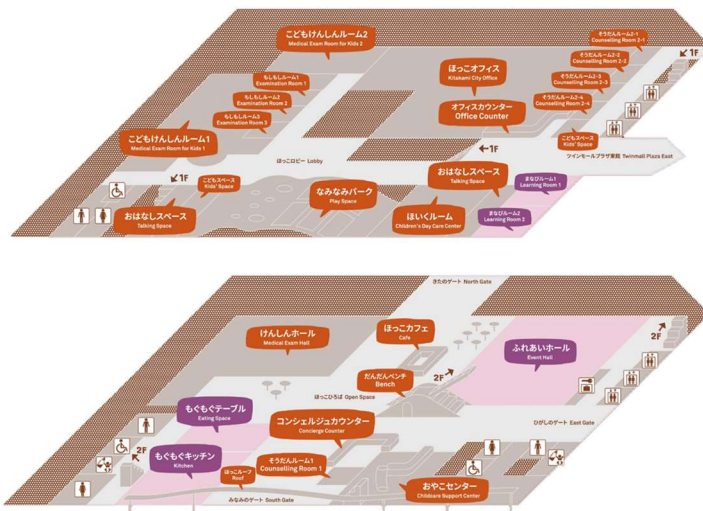 こどもけんしんルーム2
Medical Exam Room for Kids 2
そうだんルーム2-1
Counselling Room 2-1
そうだんルーム2-2
Counselling Room 2-2
そうだんルーム2-3
Counselling Room 2-3
そうだんルーム2-4
Counselling Room 2-4
1F
ほっこオフィス
Kitakami City Office
もしもしルーム1
Examination Room 1
もしもしルーム2
Examination Room 2
もしもしルーム3
Examination Room 3
オフィスカウンター
Office Counter
こどもけんしんルーム1
Medical Exam Room for Kids 1
こどもスペース
Kids' Space
1F
ほっこロビー Lobby
ツインモールプラザ東館 Twinmall Plaza East
1F
おはなしスペース
Talking Space
まなびルーム1
Learning Room 1
こどもスペース
Kids' Space
なみなみパーク
Play Space
おはなしスペース
Talking Space
ほいくルーム
Children's Day Care Center
まなびルーム2
Learning Room 2
きたのゲート North Gate
けんしんホール
Medical Exam Hall
ほっこカフェ
Cafe
ふれあいホール
Event Hall
2F
だんだんベンチ
Bench
2F
ほっこひろば Open Space
もぐもぐテーブル
Eating Space
コンシェルジュカウンター
Concierge Counter
ひがしのゲート East Gate
2F
もぐもぐキッチン
Kitchen
そうだんルーム1
Counselling Room 1
ほっこルーフ
Roof
おやこセンター
Childcare Support Center
みなみのゲート South Gate